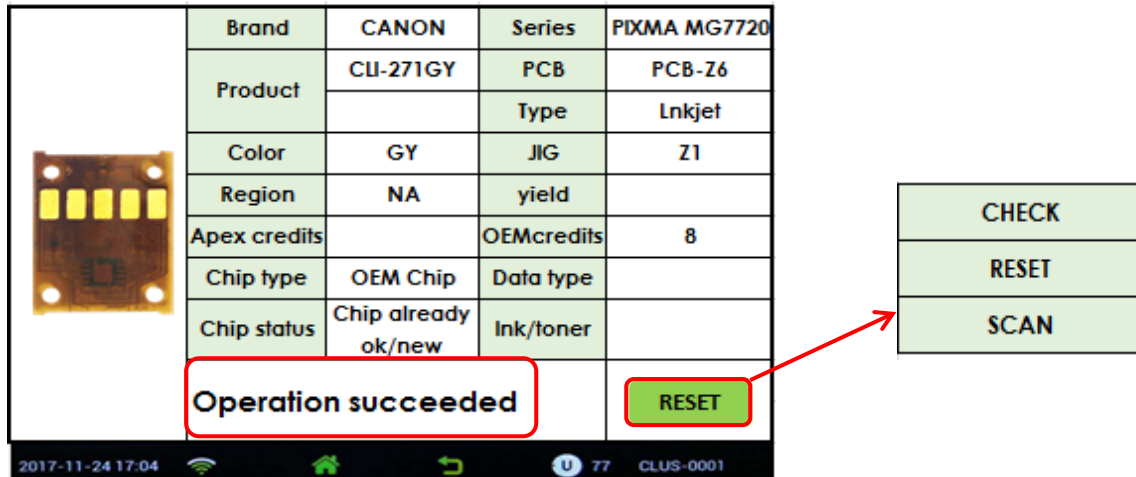 Brand CANON Series PIXMA MG7720
Product CLI-271GY PCB PCB-Z6
Type Lnkjet
Color GY JIG Z1
Region NA yield
Apex credits OEMcredits 8
Chip type OEM Chip Data type
Chip status Chip already ok/new Ink/toner
Operation succeeded RESET
2017-11-24 17:04 U 77 CLUS-0001
CHECK
RESET
SCAN